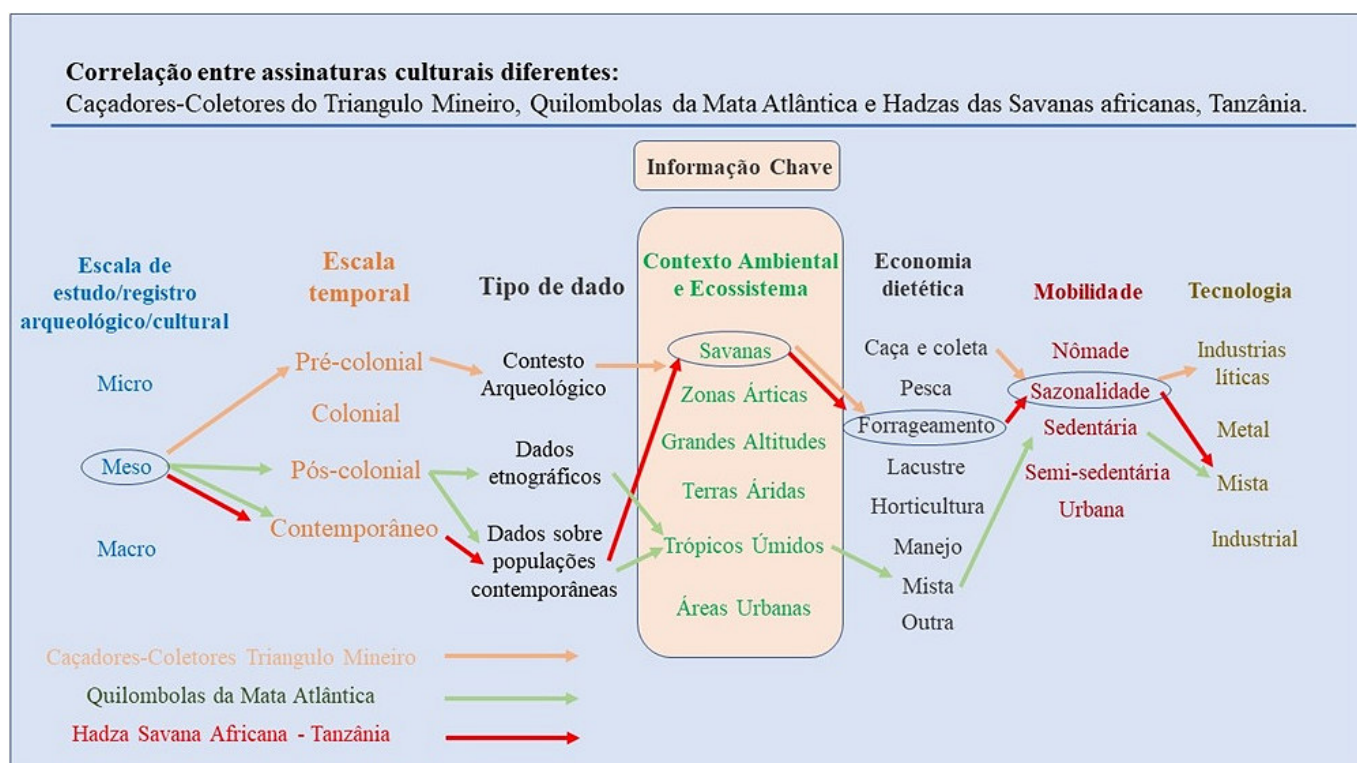 Correlação entre assinaturas culturais diferentes:
Caçadores-Coletores do Triangulo Mineiro, Quilombolas da Mata Atlântica e Hadzas das Savanas africanas, Tanzânia.
Informação Chave
Escala de
estudo/registro
arqueológico/cultural
Micro
Meso
Macro
Escala
temporal
Pré-colonial
Colonial
Pós-colonial
Contemporâneo
Tipo de dado
Contesto
Arqueológico
Dados
etnográficos
Dados sobre
populações
contemporâneas
Contexto Ambiental
e Ecossistema
Savanas
Zonas Árticas
Grandes Altitudes
Terras Áridas
Trópicos Úmidos
Áreas Urbanas
Economia
dietética
Caça e coleta
Pesca
Forrageamento
Lacustre
Horticultura
Manejo
Mista
Outra
Mobilidade
Nômade
Sazonalidade
Sedentária
Semi-sedentária
Urbana
Tecnologia
Industrias
líticas
Metal
Mista
Industrial
Caçadores-Coletores Triangulo Mineiro
Quilombolas da Mata Atlântica
Hadza Savana Africana - Tanzânia